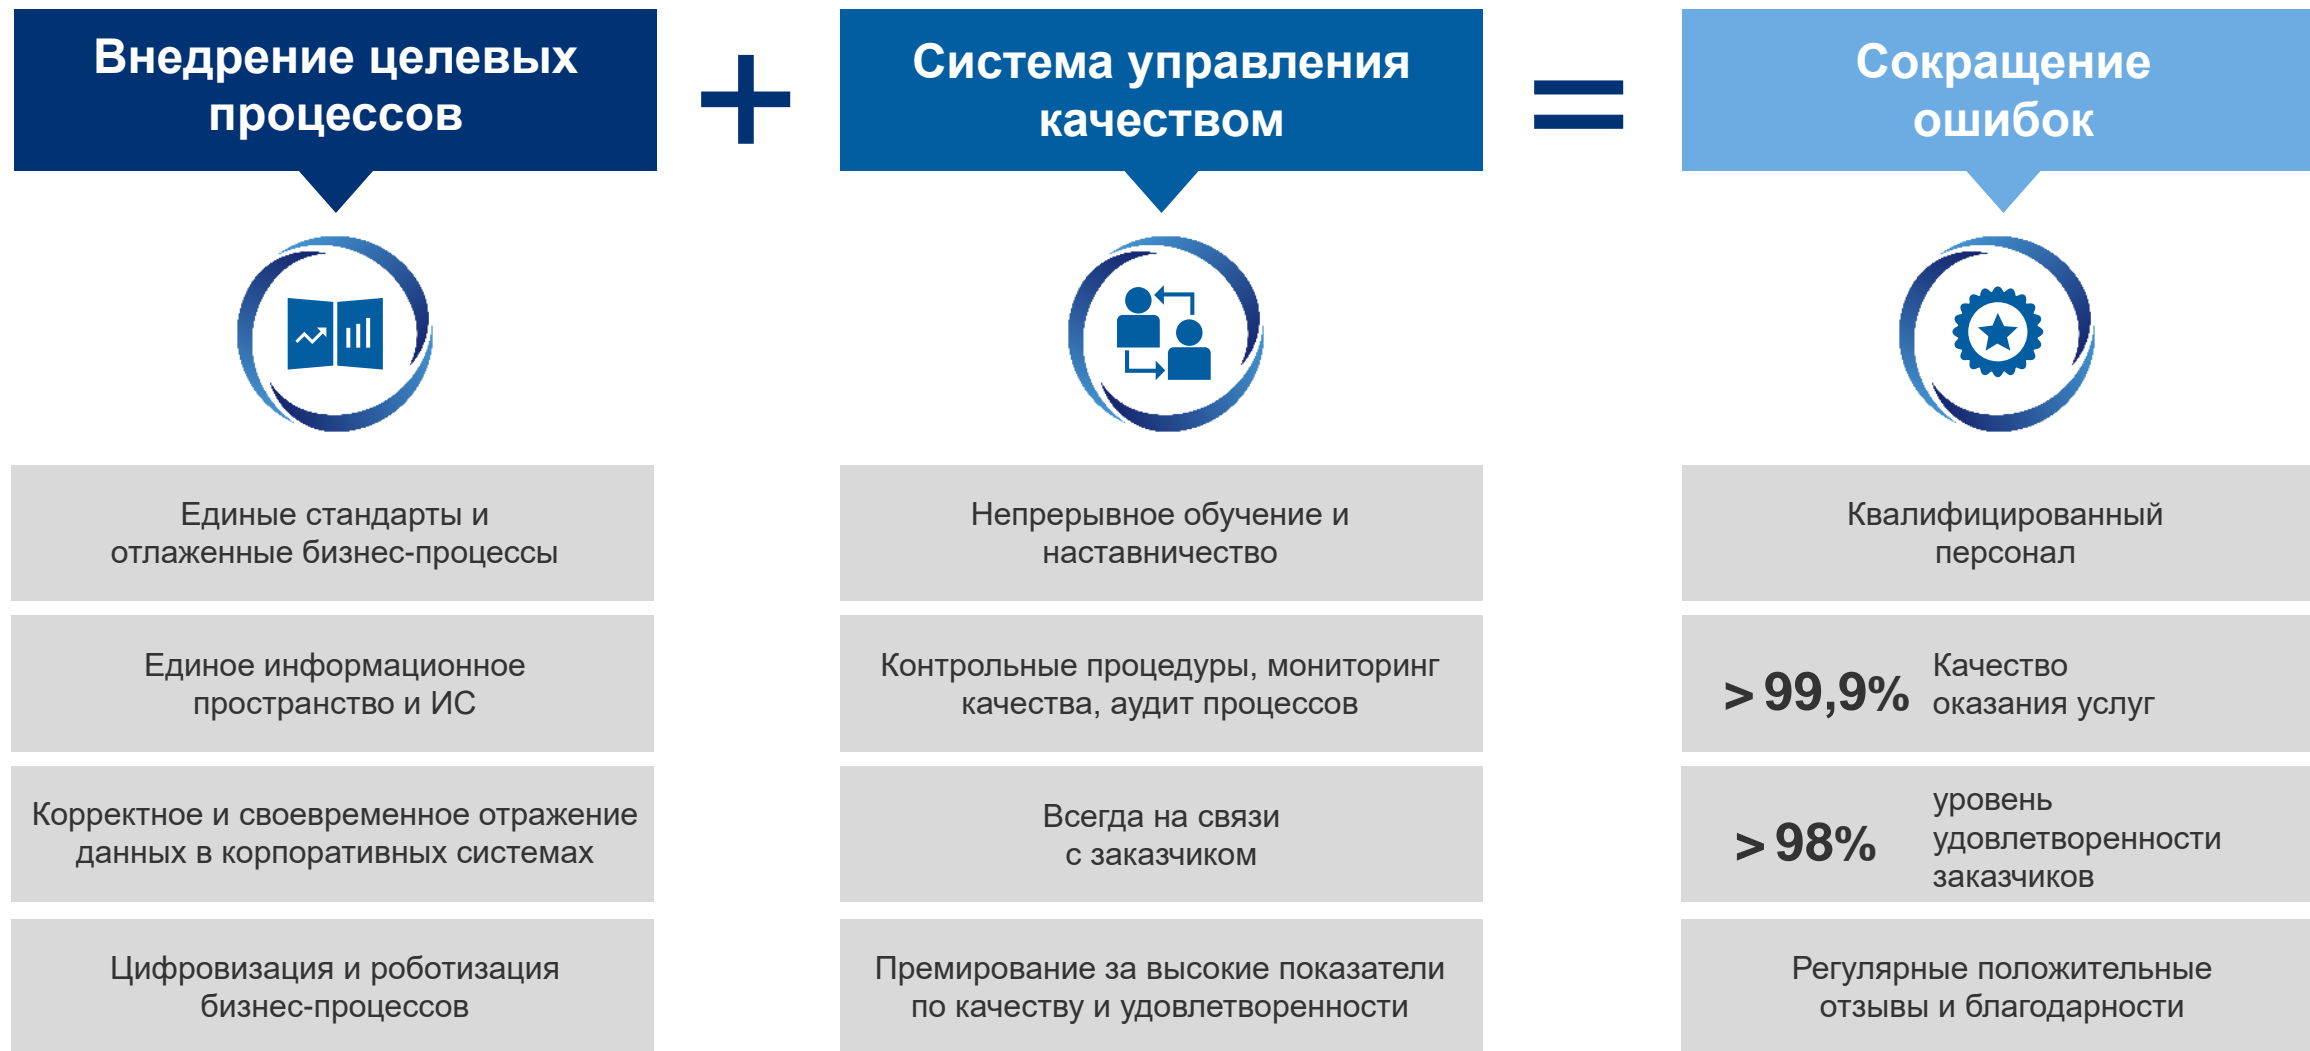 Внедрение целевых
процессов
+
Система управления
качеством
=
Сокращение
ошибок
Единые стандарты и
отлаженные бизнес-процессы
Непрерывное обучение и
наставничество
Квалифицированный
персонал
Единое информационное
пространство и ИС
Контрольные процедуры, мониторинг
качества, аудит процессов
> 99,9%
Качество
оказания услуг
Корректное и своевременное отражение
данных в корпоративных системах
Всегда на связи
с заказчиком
> 98%
уровень
удовлетворенности
заказчиков
Цифровизация и роботизация
бизнес-процессов
Премирование за высокие показатели
по качеству и удовлетворенности
Регулярные положительные
отзывы и благодарности